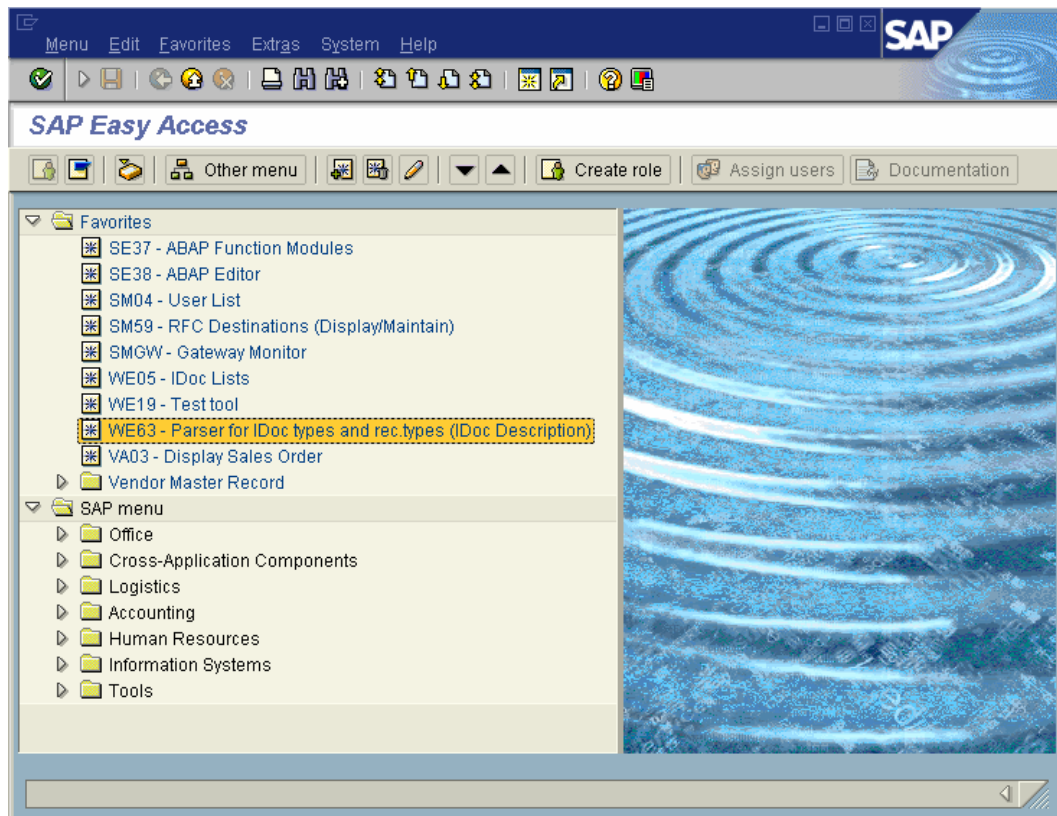 Menu Edit Favorites Extras System Help
SAP
SAP Easy Access
Other menu Create role Assign users Documentation
Favorites
SE37 - ABAP Function Modules
SE38 - ABAP Editor
SM04 - User List
SM59 - RFC Destinations (Display/Maintain)
SMGW - Gateway Monitor
WE05 - IDoc Lists
WE19 - Test tool
WE63 - Parser for IDoc types and rec.types (IDoc Description)
VA03 - Display Sales Order
Vendor Master Record
SAP menu
Office
Cross-Application Components
Logistics
Accounting
Human Resources
Information Systems
Tools